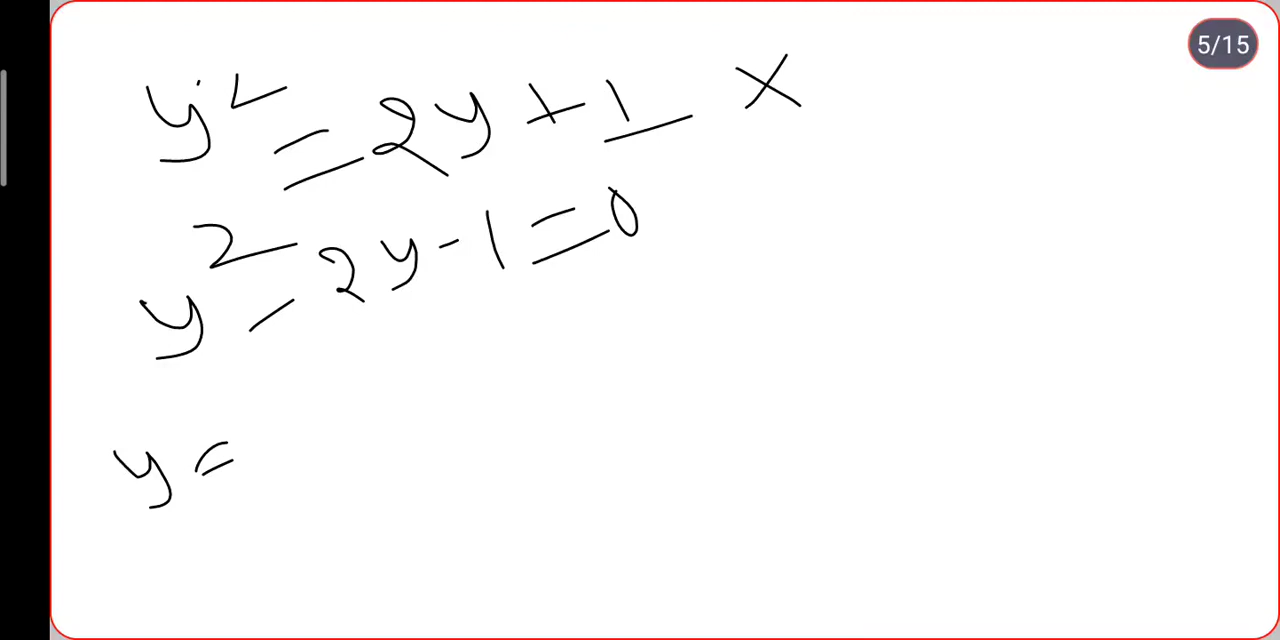 5/15
y² = 2y + 1 ×
y² - 2y - 1 = 0
y =